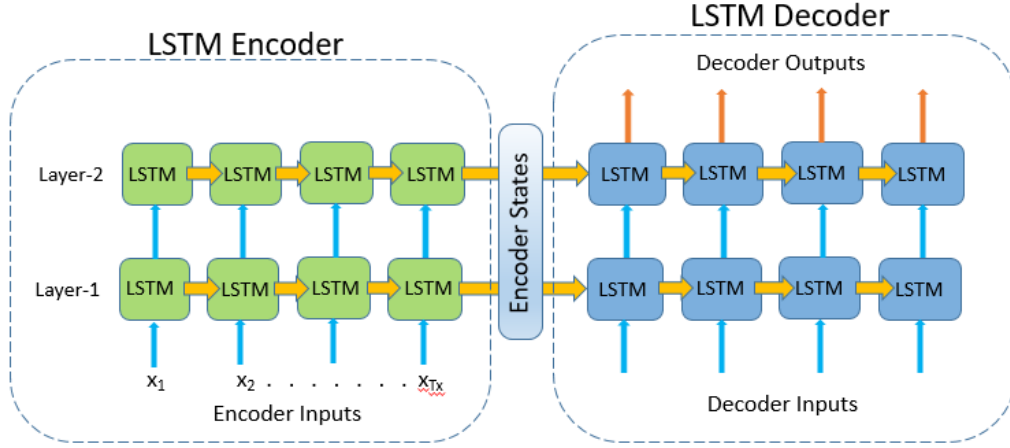 LSTM Encoder
LSTM Decoder
Decoder Outputs
Layer-2
LSTM LSTM LSTM LSTM
LSTM LSTM LSTM LSTM
Encoder States
Layer-1
LSTM LSTM LSTM LSTM
LSTM LSTM LSTM LSTM
x1 x2 . . . . . . . xTx
Encoder Inputs
Decoder Inputs